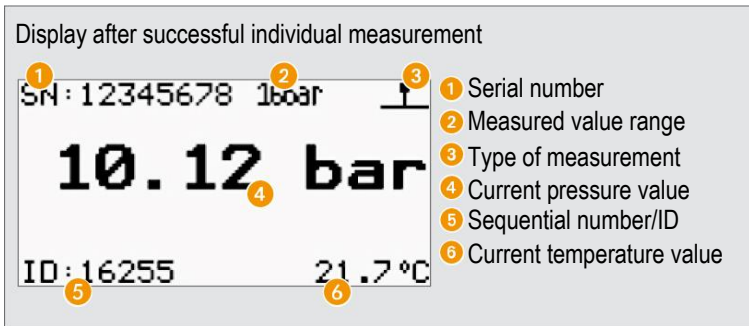 Display after successful individual measurement
1 2 3
SN:12345678 16bar
10.12 bar
4
ID:16255 21.7°C
5 6
1 Serial number
2 Measured value range
3 Type of measurement
4 Current pressure value
5 Sequential number/ID
6 Current temperature value